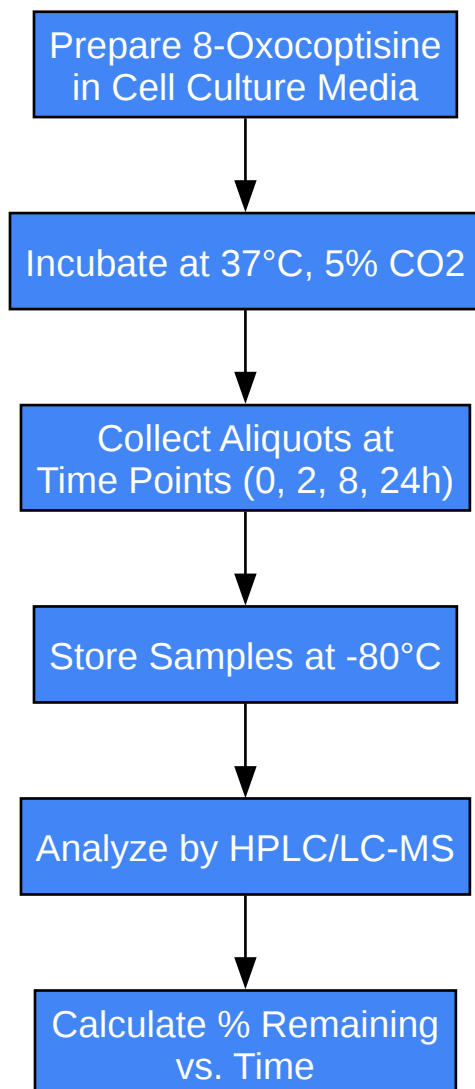 Prepare 8-Oxocoptisine
in Cell Culture Media
Incubate at 37°C, 5% CO2
Collect Aliquots at
Time Points (0, 2, 8, 24h)
Store Samples at -80°C
Analyze by HPLC/LC-MS
Calculate % Remaining
vs. Time